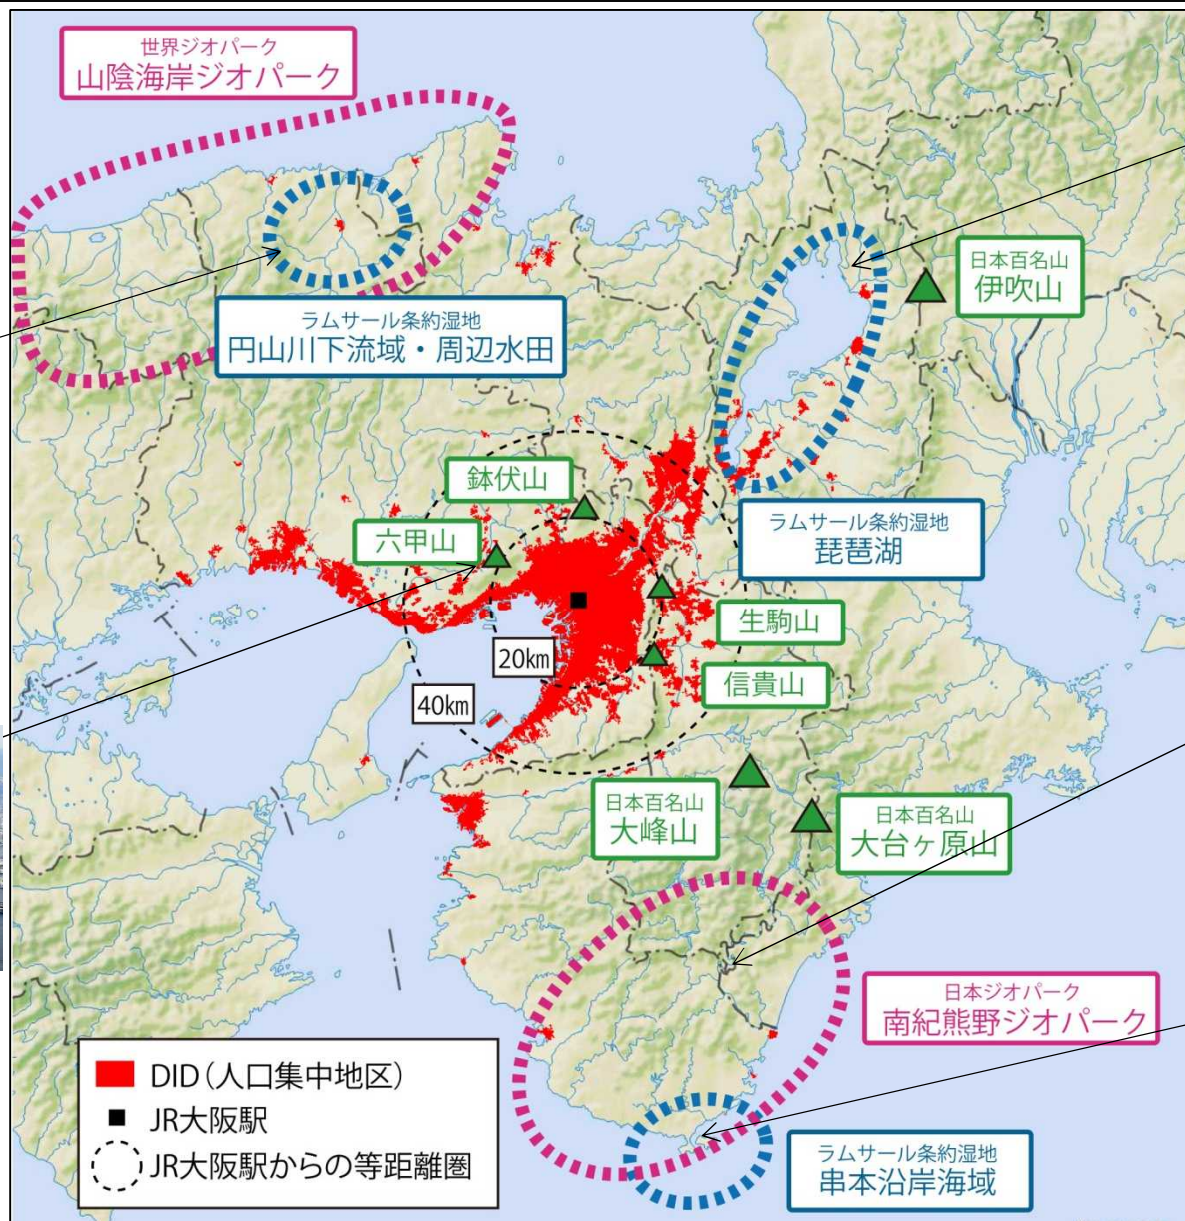 世界ジオパーク
山陰海岸ジオパーク
日本百名山
伊吹山
ラムサール条約湿地
円山川下流域・周辺水田
鉢伏山
六甲山
ラムサール条約湿地
琵琶湖
生駒山
20km
信貴山
40km
日本百名山
大峰山
日本百名山
大台ヶ原山
日本ジオパーク
南紀熊野ジオパーク
DID(人口集中地区)
JR大阪駅
JR大阪駅からの等距離圏
ラムサール条約湿地
串本沿岸海域